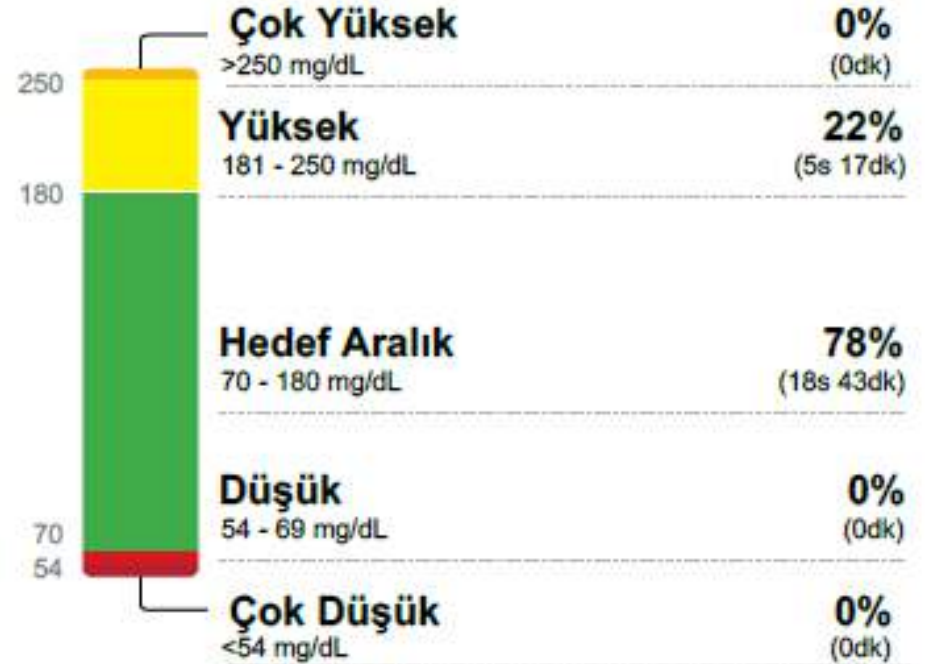 Çok Yüksek 0%
>250 mg/dL (0dk)
250
Yüksek 22%
181 - 250 mg/dL (5s 17dk)
180
Hedef Aralık 78%
70 - 180 mg/dL (18s 43dk)
Düşük 0%
54 - 69 mg/dL (0dk)
70
54
Çok Düşük 0%
<54 mg/dL (0dk)